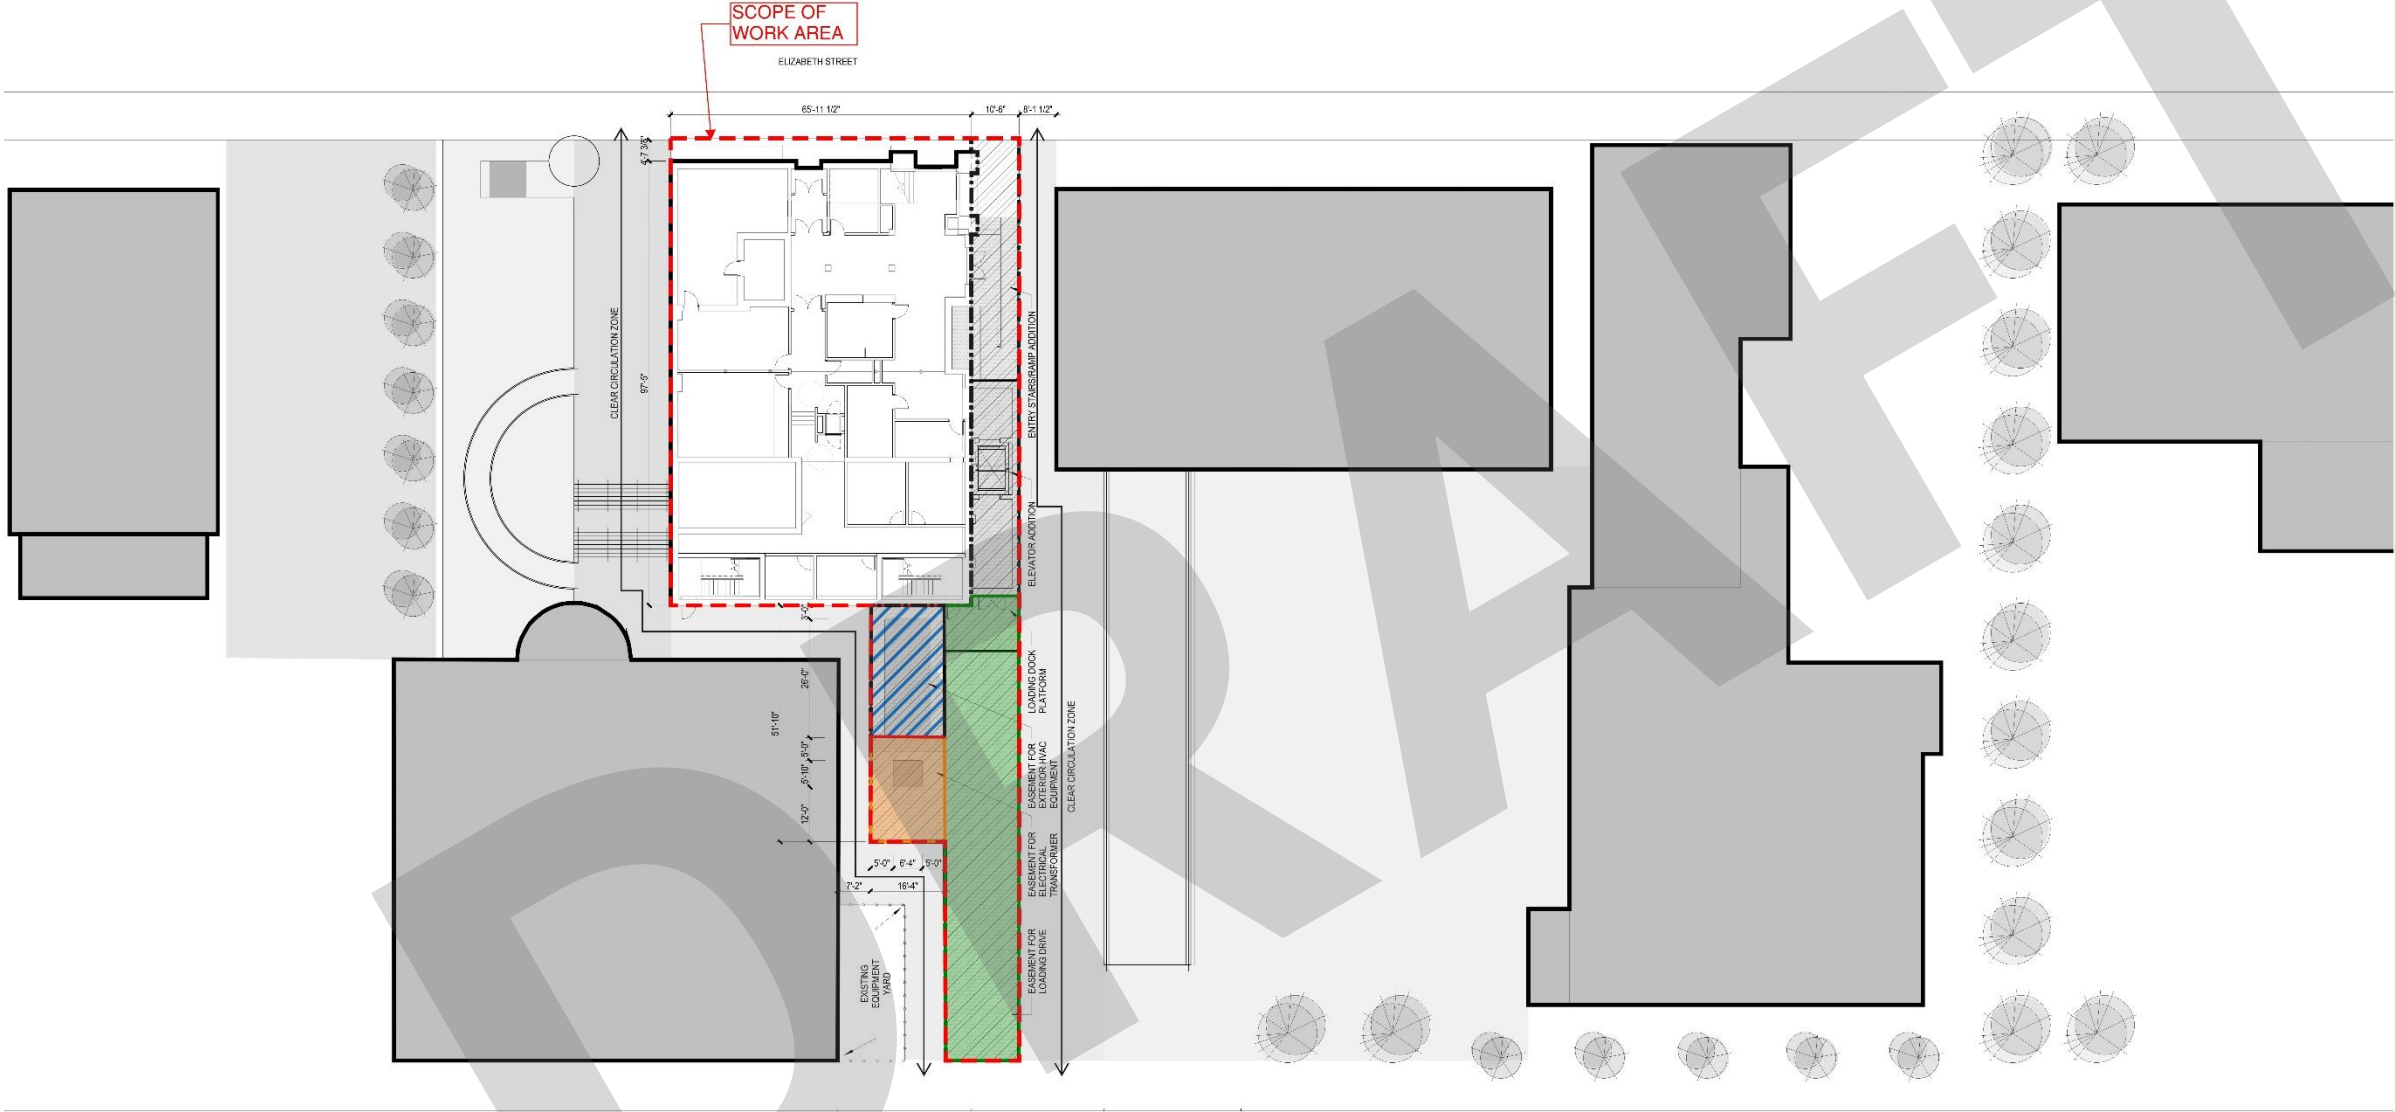 SCOPE OF
WORK AREA
ELIZABETH STREET
65'-11 1/2"
10'-6"
8'-1 1/2"
CLEAR CIRCULATION ZONE
97'-5"
ENTRY STAIRS/RAMP ADDITION
ELEVATOR ADDITION
3'-0"
26'-0"
51'-10"
5'-0"
5'-10"
12'-0"
LOADING DOCK
PLATFORM
EASEMENT FOR
EXTERIOR HVAC
EQUIPMENT
CLEAR CIRCULATION ZONE
EASEMENT FOR
ELECTRICAL
TRANSFORMER
5'-0"
6'-4"
5'-0"
7'-2"
16'-4"
EASEMENT FOR
LOADING DRIVE
EXISTING
EQUIPMENT
YARD
DRAFT